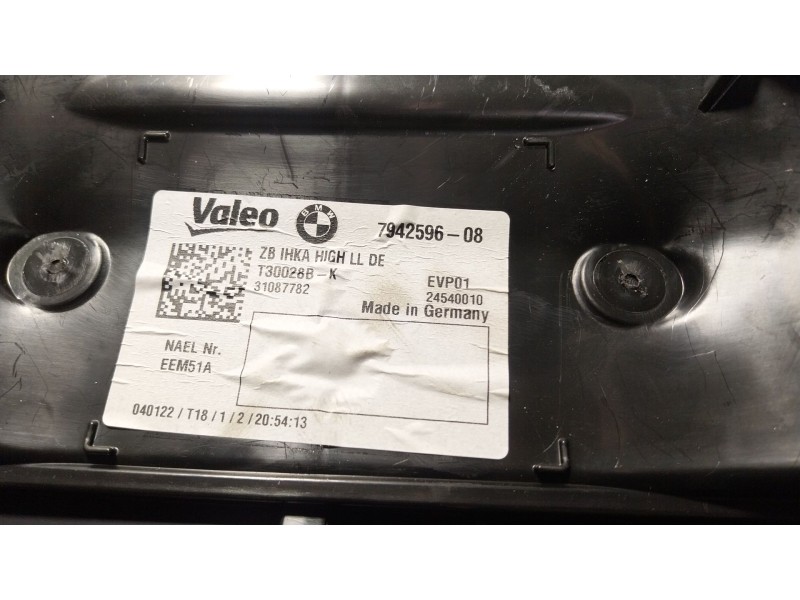 Valeo BMW 7942596-08
ZB IHKA HIGH LL DE
T30028B-K EVP01
31087782 24540010
Made in Germany
NAEL Nr.
EEM51A
040122/T18/1/2/20:54:13